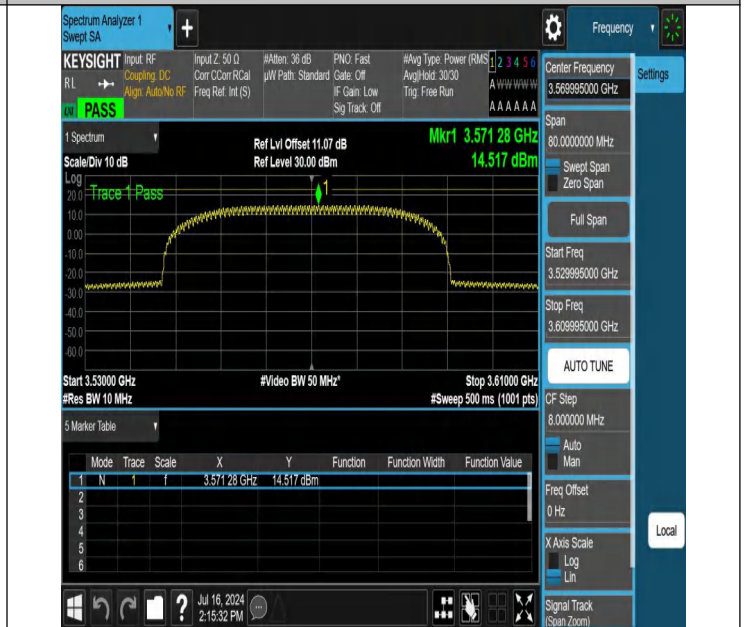 Spectrum Analyzer 1
Swept SA
+
Frequency
KEYSIGHT
RL
PASS
Input: RF
Coupling: DC
Align: Auto/No RF
Input Z: 50 Ω
Corr CCorr RCal
Freq Ref: Int (S)
#Atten: 36 dB
µW Path: Standard
PNO: Fast
Gate: Off
IF Gain: Low
Sig Track: Off
#Avg Type: Power (RMS
Avg|Hold: 30/30
Trig: Free Run
1 2 3 4 5 6
A W W W W W
A A A A A A
1 Spectrum
Scale/Div 10 dB
Ref Lvl Offset 11.07 dB
Ref Level 30.00 dBm
Mkr1 3.571 28 GHz
14.517 dBm
Log
Trace 1 Pass
1
20.0
10.0
0.00
-10.0
-20.0
-30.0
-40.0
-50.0
-60.0
Start 3.53000 GHz
#Video BW 50 MHz*
Stop 3.61000 GHz
#Res BW 10 MHz
#Sweep 500 ms (1001 pts)
5 Marker Table
Mode Trace Scale X Y Function Function Width Function Value
1 N 1 f 3.571 28 GHz 14.517 dBm
2
3
4
5
6
Jul 16, 2024
2:15:32 PM
Center Frequency
3.569995000 GHz
Settings
Span
80.0000000 MHz
Swept Span
Zero Span
Full Span
Start Freq
3.529995000 GHz
Stop Freq
3.609995000 GHz
AUTO TUNE
CF Step
8.000000 MHz
Auto
Man
Freq Offset
0 Hz
X Axis Scale
Log
Lin
Local
Signal Track
(Span Zoom)